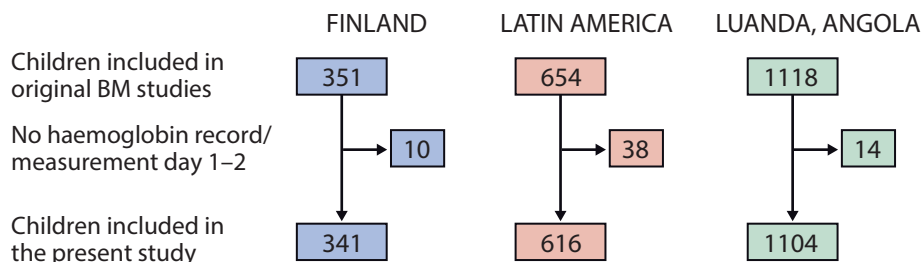 FINLAND LATIN AMERICA LUANDA, ANGOLA
Children included in
original BM studies
351 654 1118
No haemoglobin record/
measurement day 1–2
10 38 14
Children included in
the present study
341 616 1104